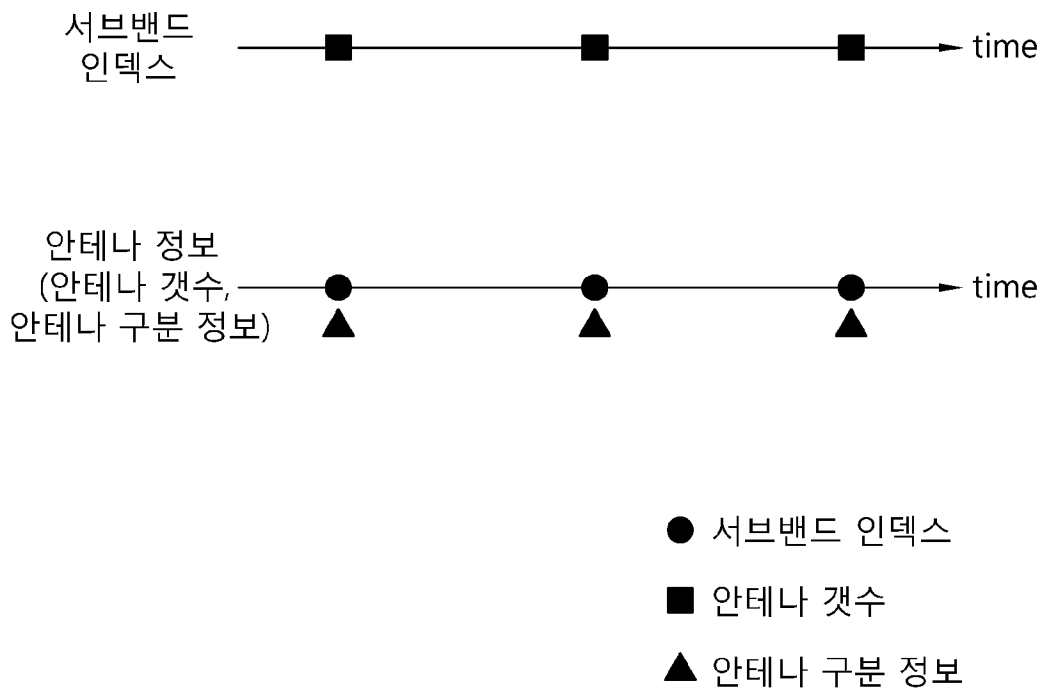 서브밴드
인덱스
time
안테나 정보
(안테나 갯수,
안테나 구분 정보)
time
서브밴드 인덱스
안테나 갯수
안테나 구분 정보